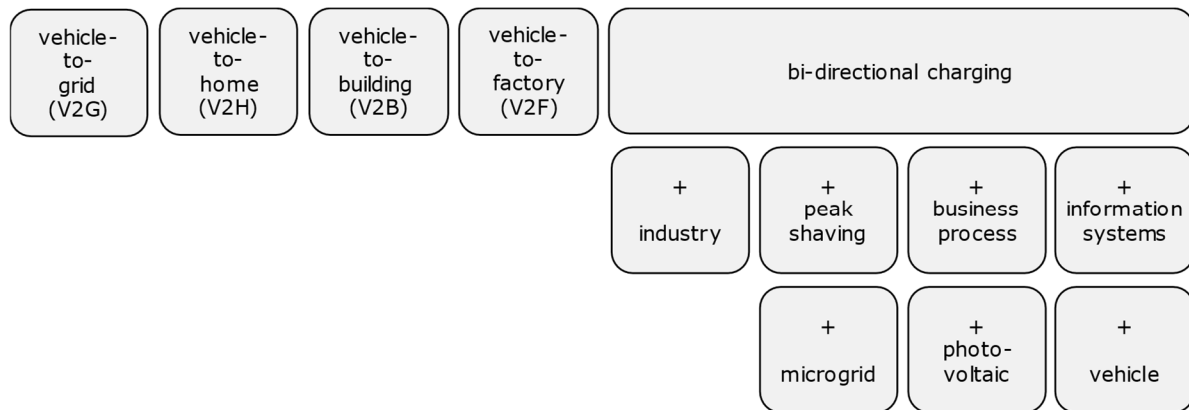 vehicle-
to-
grid
(V2G)
vehicle-
to-
home
(V2H)
vehicle-
to-
building
(V2B)
vehicle-
to-
factory
(V2F)
bi-directional charging
+
industry
+
peak
shaving
+
business
process
+
information
systems
+
microgrid
+
photo-
voltaic
+
vehicle